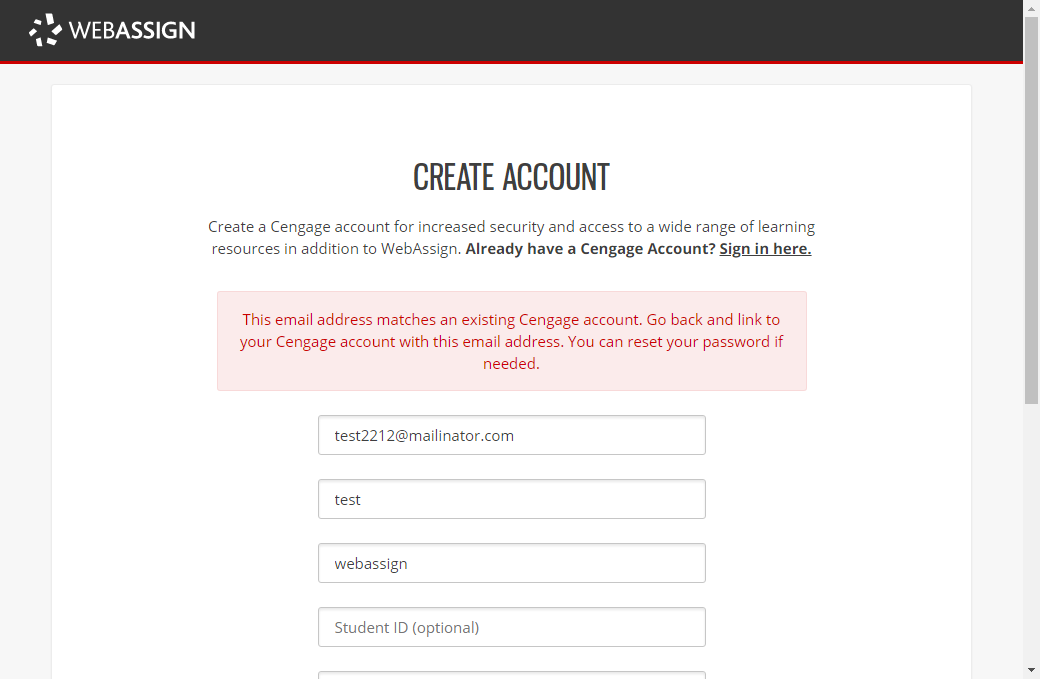 WEBASSIGN
CREATE ACCOUNT
Create a Cengage account for increased security and access to a wide range of learning
resources in addition to WebAssign. Already have a Cengage Account? Sign in here.
This email address matches an existing Cengage account. Go back and link to
your Cengage account with this email address. You can reset your password if
needed.
test2212@mailinator.com
test
webassign
Student ID (optional)